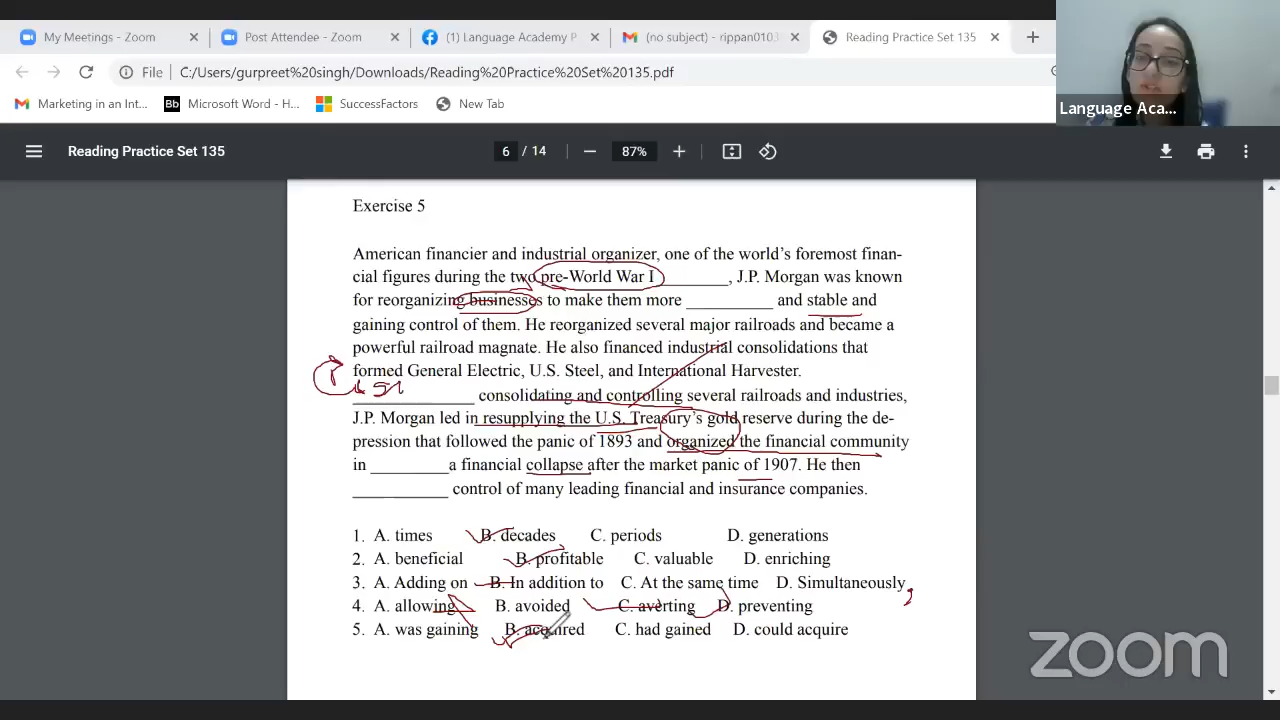 My Meetings - Zoom
Post Attendee - Zoom
(1) Language Academy P
(no subject) - rippan0103
Reading Practice Set 135
File C:/Users/gurpreet%20singh/Downloads/Reading%20Practice%20Set%20135.pdf
Marketing in an Int...
Bb Microsoft Word - H...
SuccessFactors
New Tab
Language Aca...
Reading Practice Set 135
6 / 14
87%
Exercise 5
American financier and industrial organizer, one of the world's foremost finan-
cial figures during the two pre-World War I ________, J.P. Morgan was known
for reorganizing businesses to make them more __________ and stable and
gaining control of them. He reorganized several major railroads and became a
powerful railroad magnate. He also financed industrial consolidations that
formed General Electric, U.S. Steel, and International Harvester.
______________ consolidating and controlling several railroads and industries,
J.P. Morgan led in resupplying the U.S. Treasury's gold reserve during the de-
pression that followed the panic of 1893 and organized the financial community
in _________a financial collapse after the market panic of 1907. He then
___________ control of many leading financial and insurance companies.
1. A. times B. decades C. periods D. generations
2. A. beneficial B. profitable C. valuable D. enriching
3. A. Adding on B. In addition to C. At the same time D. Simultaneously,
4. A. allowing B. avoided C. averting D. preventing
5. A. was gaining B. acquired C. had gained D. could acquire
zoom